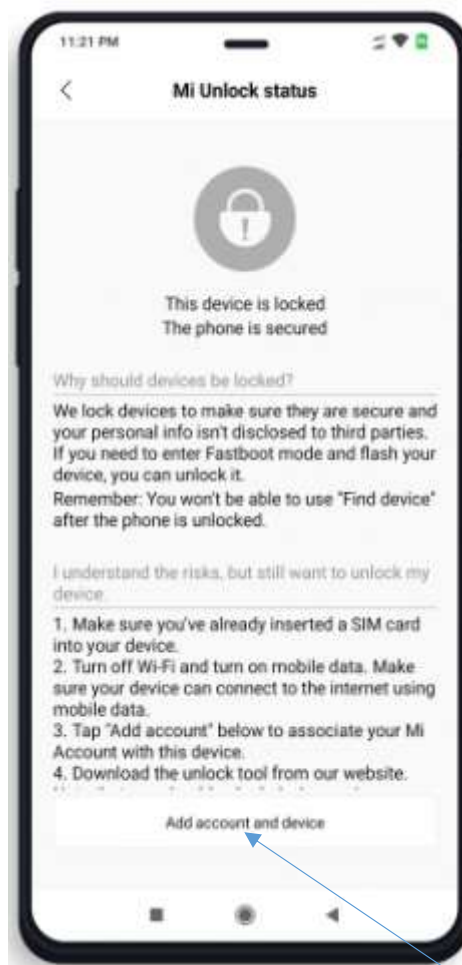 11:21 PM
Mi Unlock status
This device is locked
The phone is secured
Why should devices be locked?
We lock devices to make sure they are secure and
your personal info isn't disclosed to third parties.
If you need to enter Fastboot mode and flash your
device, you can unlock it.
Remember: You won't be able to use "Find device"
after the phone is unlocked.
I understand the risks, but still want to unlock my
device
1. Make sure you've already inserted a SIM card
into your device.
2. Turn off Wi-Fi and turn on mobile data. Make
sure your device can connect to the internet using
mobile data.
3. Tap "Add account" below to associate your Mi
Account with this device.
4. Download the unlock tool from our website.
Add account and device